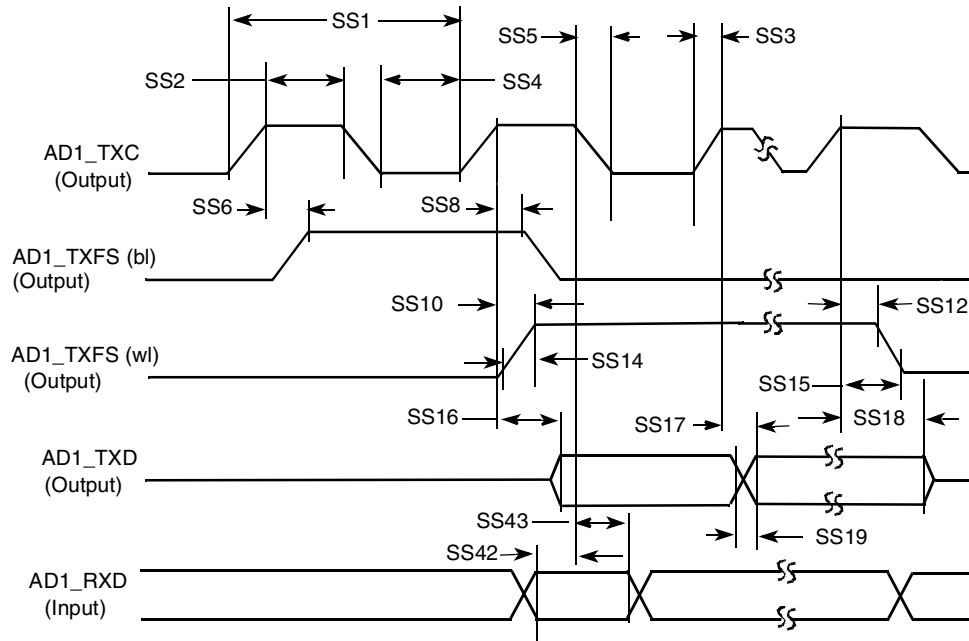 SS1
SS5
SS3
SS2
SS4
AD1_TXC
(Output)
SS6
SS8
AD1_TXFS (bl)
(Output)
SS10
SS12
AD1_TXFS (wl)
(Output)
SS14
SS15
SS16
SS17
SS18
AD1_TXD
(Output)
SS43
SS19
SS42
AD1_RXD
(Input)